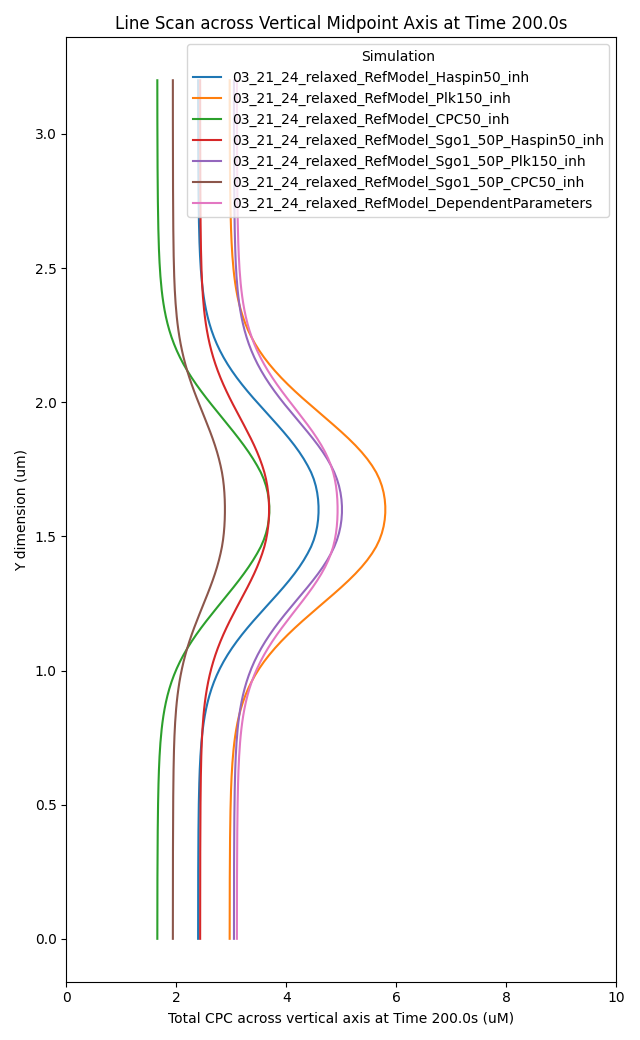 Line Scan across Vertical Midpoint Axis at Time 200.0s
Simulation
03_21_24_relaxed_RefModel_Haspin50_inh
03_21_24_relaxed_RefModel_Plk150_inh
03_21_24_relaxed_RefModel_CPC50_inh
03_21_24_relaxed_RefModel_Sgo1_50P_Haspin50_inh
03_21_24_relaxed_RefModel_Sgo1_50P_Plk150_inh
03_21_24_relaxed_RefModel_Sgo1_50P_CPC50_inh
03_21_24_relaxed_RefModel_DependentParameters
Y dimension (um)
3.0
2.5
2.0
1.5
1.0
0.5
0.0
0 2 4 6 8 10
Total CPC across vertical axis at Time 200.0s (uM)